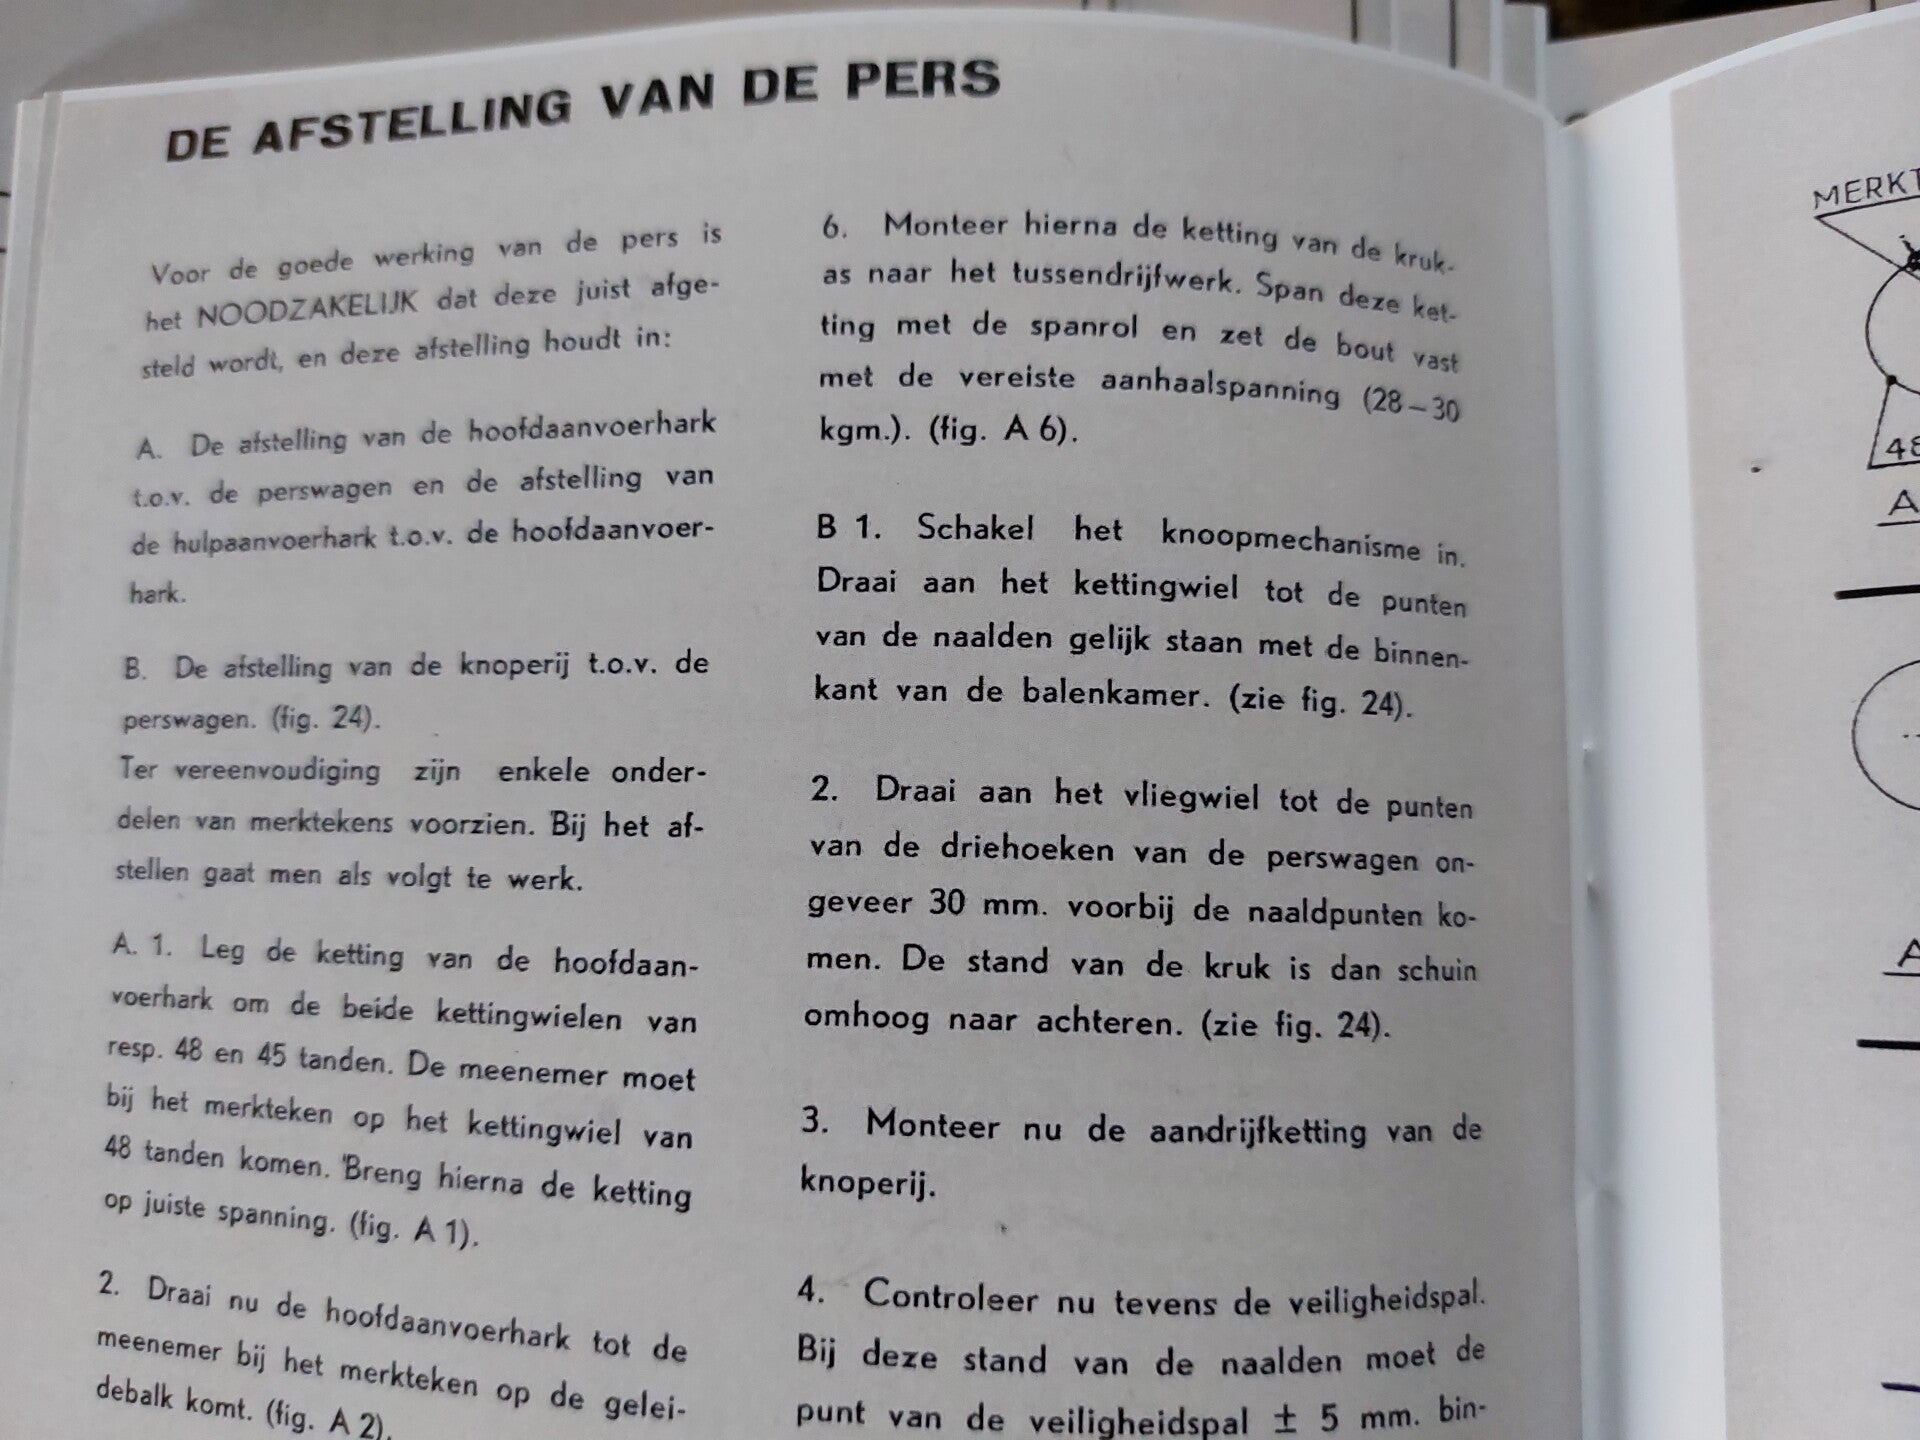 DE AFSTELLING VAN DE PERS
Voor de goede werking van de pers is
het NOODZAKELIJK dat deze juist afge-
steld wordt, en deze afstelling houdt in:
A. De afstelling van de hoofdaanvoerhark
t.o.v. de perswagen en de afstelling van
de hulpaanvoerhark t.o.v. de hoofdaanvoer-
hark.
B. De afstelling van de knoperij t.o.v. de
perswagen. (fig. 24).
Ter vereenvoudiging zijn enkele onder-
delen van merktekens voorzien. Bij het af-
stellen gaat men als volgt te werk.
A. 1. Leg de ketting van de hoofdaan-
voerhark om de beide kettingwielen van
resp. 48 en 45 tanden. De meenemer moet
bij het merkteken op het kettingwiel van
48 tanden komen. Breng hierna de ketting
op juiste spanning. (fig. A 1).
2. Draai nu de hoofdaanvoerhark tot de
meenemer bij het merkteken op de gelei-
debalk komt. (fig. A 2).
6. Monteer hierna de ketting van de kruk-
as naar het tussendrijfwerk. Span deze ket-
ting met de spanrol en zet de bout vast
met de vereiste aanhaalspanning (28-30
kgm.). (fig. A 6).
B 1. Schakel het knoopmechanisme in.
Draai aan het kettingwiel tot de punten
van de naalden gelijk staan met de binnen-
kant van de balenkamer. (zie fig. 24).
2. Draai aan het vliegwiel tot de punten
van de driehoeken van de perswagen on-
geveer 30 mm. voorbij de naaldpunten ko-
men. De stand van de kruk is dan schuin
omhoog naar achteren. (zie fig. 24).
3. Monteer nu de aandrijfketting van de
knoperij.
4. Controleer nu tevens de veiligheidspal.
Bij deze stand van de naalden moet de
punt van de veiligheidspal ± 5 mm. bin-
A
A